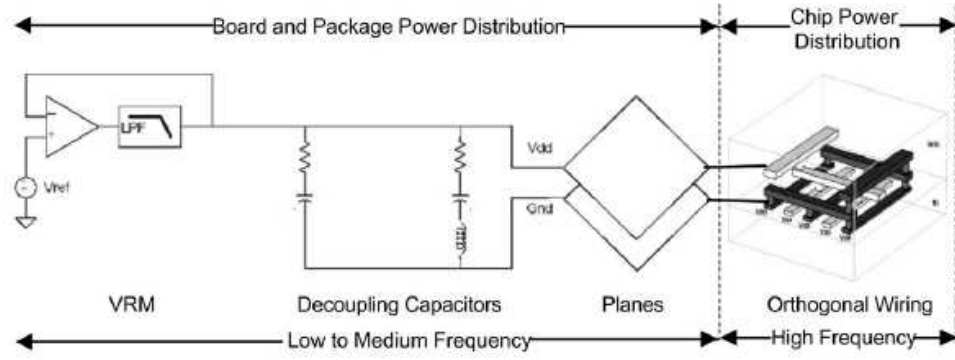 Board and Package Power Distribution
Chip Power
Distribution
LPF
Vref
Vdd
Gnd
VRM
Decoupling Capacitors
Planes
Orthogonal Wiring
Low to Medium Frequency
High Frequency